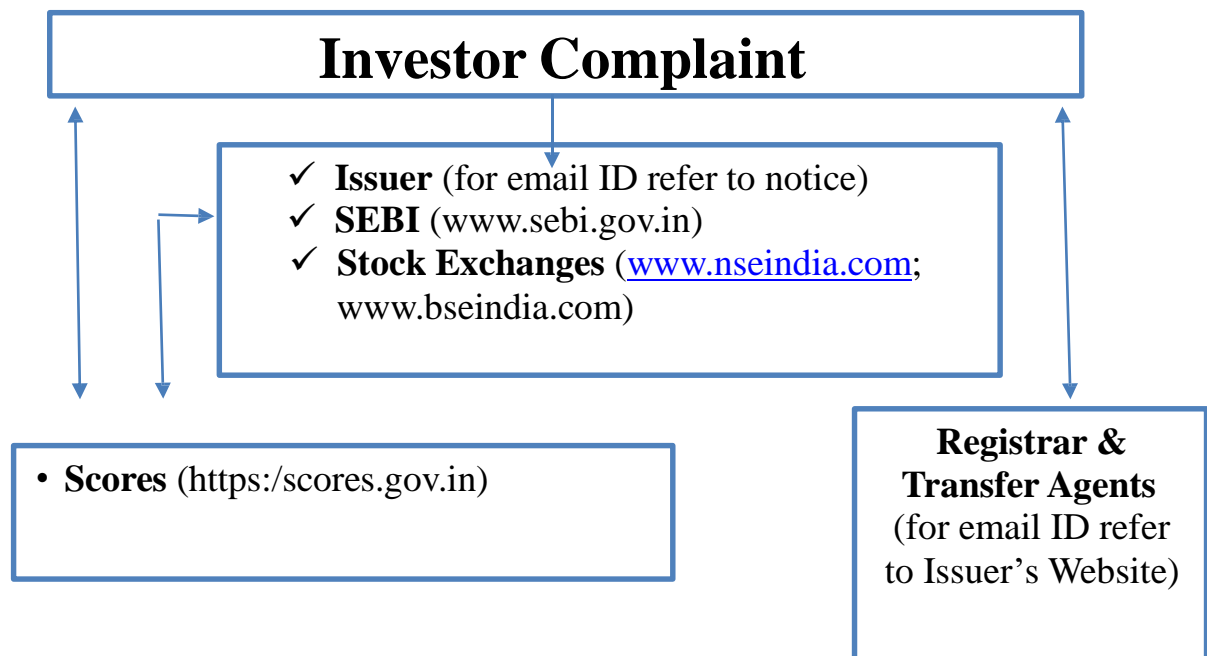 Investor Complaint
✓ Issuer (for email ID refer to notice)
✓ SEBI (www.sebi.gov.in)
✓ Stock Exchanges (www.nseindia.com;
www.bseindia.com)
• Scores (https:/scores.gov.in)
Registrar &
Transfer Agents
(for email ID refer
to Issuer’s Website)